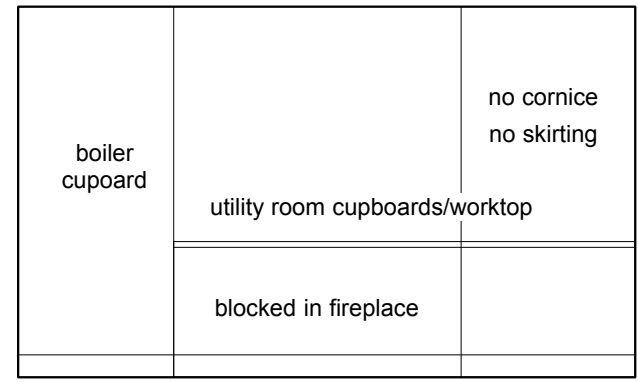 no cornice
no skirting
boiler
cupoard
utility room cupboards/worktop
blocked in fireplace